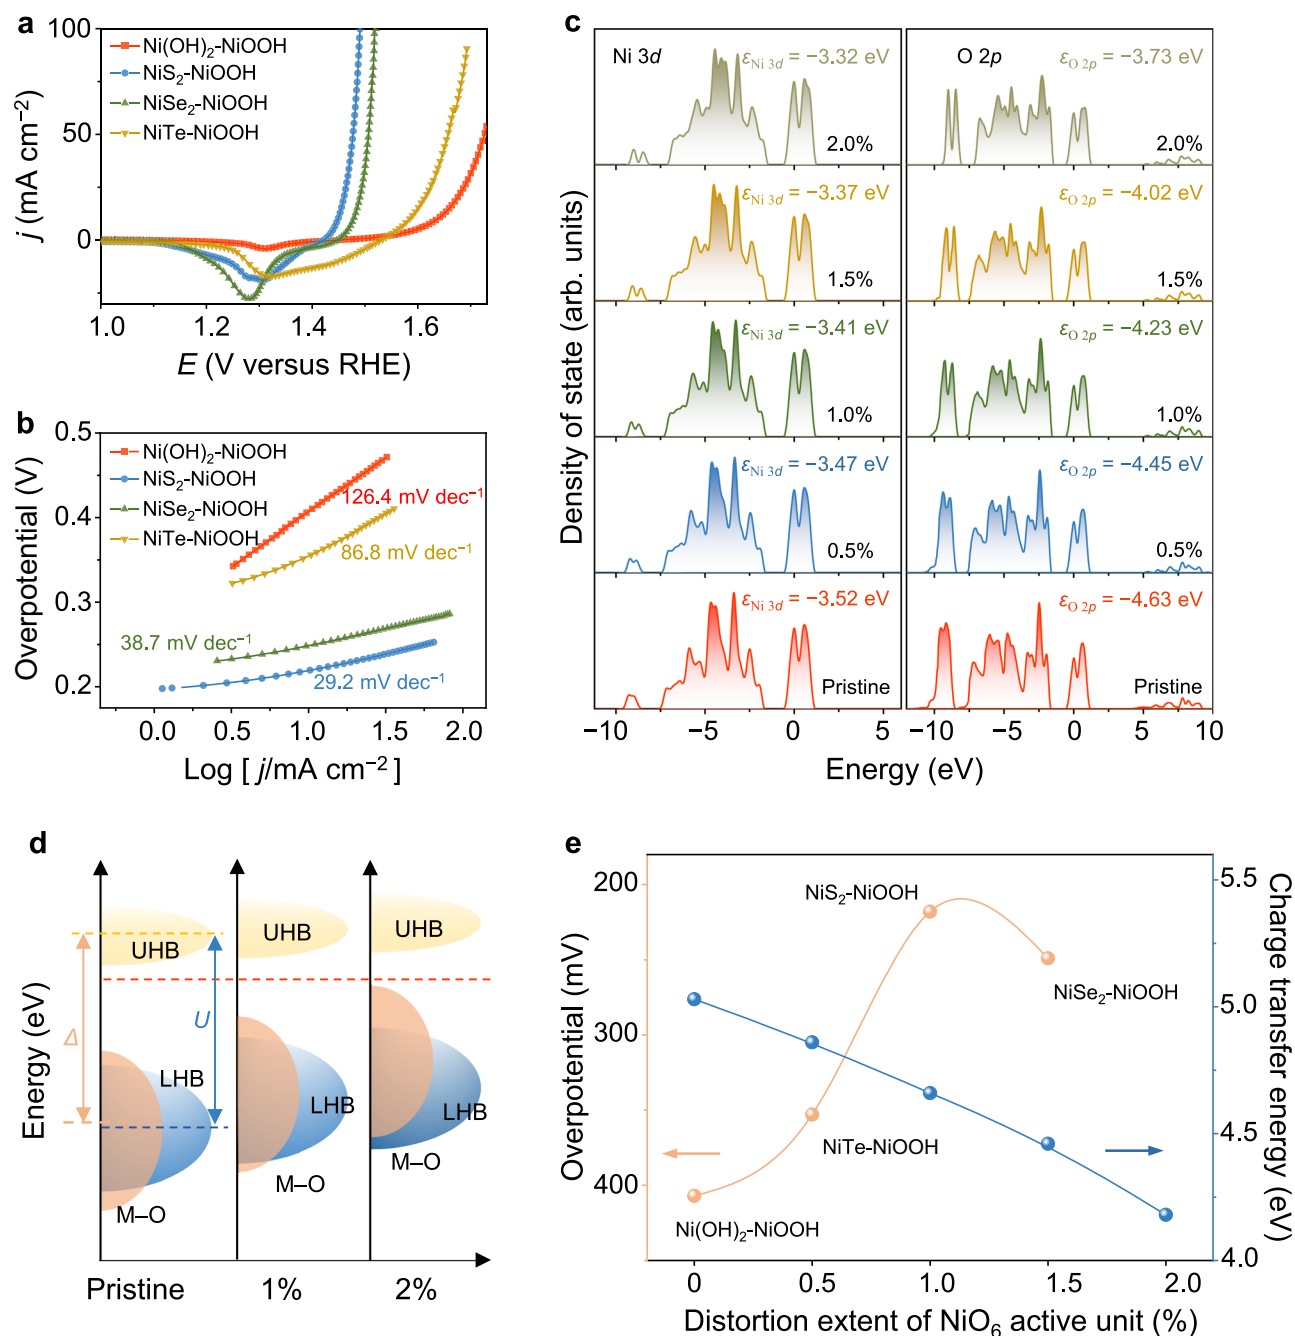 a
100
50
0
j (mA cm⁻²)
Ni(OH)₂-NiOOH
NiS₂-NiOOH
NiSe₂-NiOOH
NiTe-NiOOH
1.0
1.2
1.4
1.6
E (V versus RHE)
b
0.5
0.4
0.3
0.2
Overpotential (V)
Ni(OH)₂-NiOOH
NiS₂-NiOOH
NiSe₂-NiOOH
NiTe-NiOOH
126.4 mV dec⁻¹
86.8 mV dec⁻¹
38.7 mV dec⁻¹
29.2 mV dec⁻¹
0.0
0.5
1.0
1.5
2.0
Log [ j/mA cm⁻² ]
c
Density of state (arb. units)
Ni 3d
εNi 3d = −3.32 eV
2.0%
εNi 3d = −3.37 eV
1.5%
εNi 3d = −3.41 eV
1.0%
εNi 3d = −3.47 eV
0.5%
εNi 3d = −3.52 eV
Pristine
−10
−5
0
5
O 2p
εO 2p = −3.73 eV
2.0%
εO 2p = −4.02 eV
1.5%
εO 2p = −4.23 eV
1.0%
εO 2p = −4.45 eV
0.5%
εO 2p = −4.63 eV
Pristine
−10
−5
0
5
10
Energy (eV)
d
Energy (eV)
UHB
Δ
U
LHB
M–O
UHB
LHB
M–O
UHB
LHB
M–O
Pristine
1%
2%
e
200
300
400
Overpotential (mV)
NiS₂-NiOOH
NiSe₂-NiOOH
NiTe-NiOOH
Ni(OH)₂-NiOOH
5.5
5.0
4.5
4.0
Charge transfer energy (eV)
0
0.5
1.0
1.5
2.0
Distortion extent of NiO₆ active unit (%)